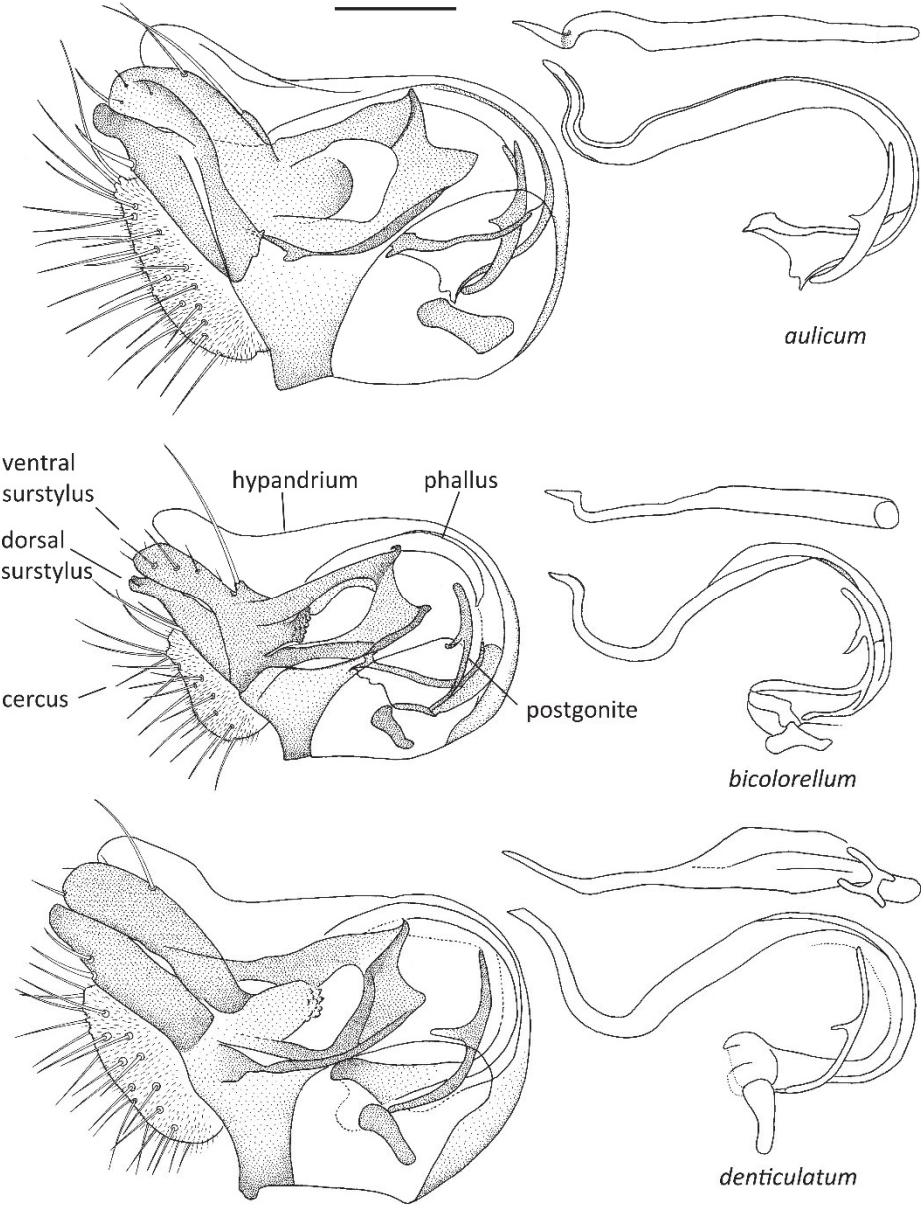 aulicum
ventral
surstylus
hypandrium
phallus
dorsal
surstylus
cercus
postgonite
bicolorellum
denticulatum